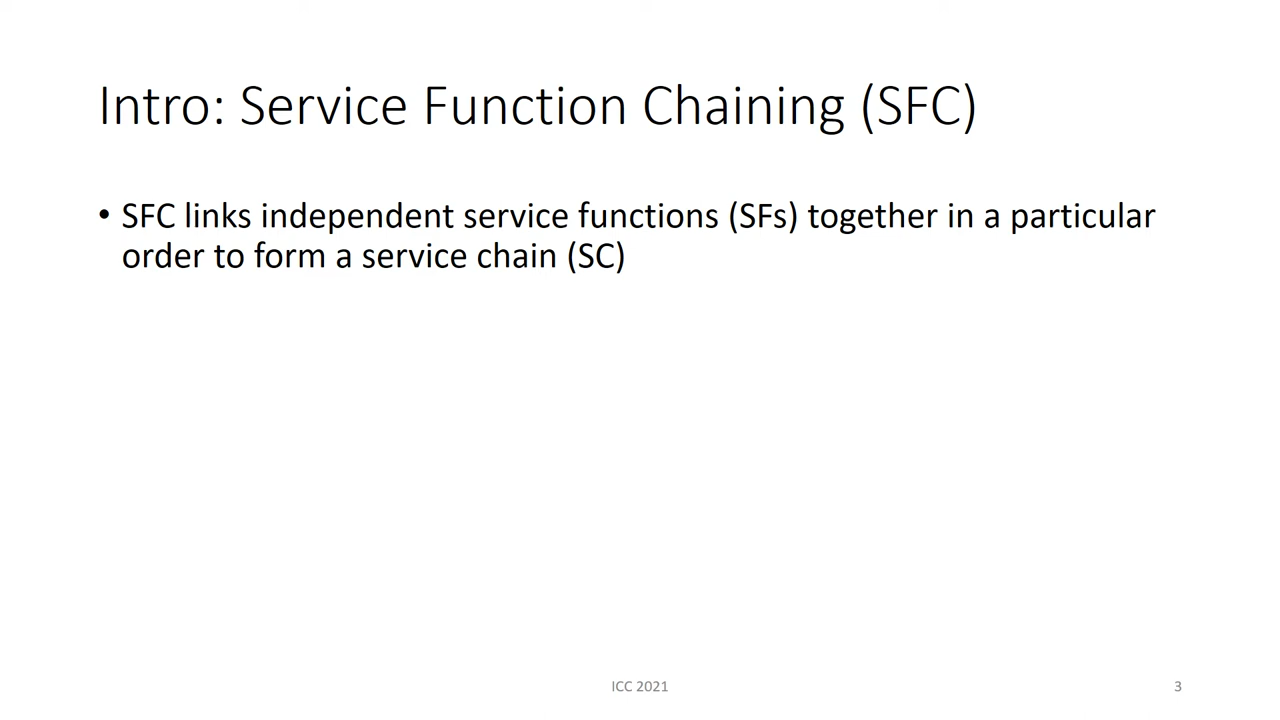 Intro: Service Function Chaining (SFC)
• SFC links independent service functions (SFs) together in a particular
order to form a service chain (SC)
ICC 2021
3